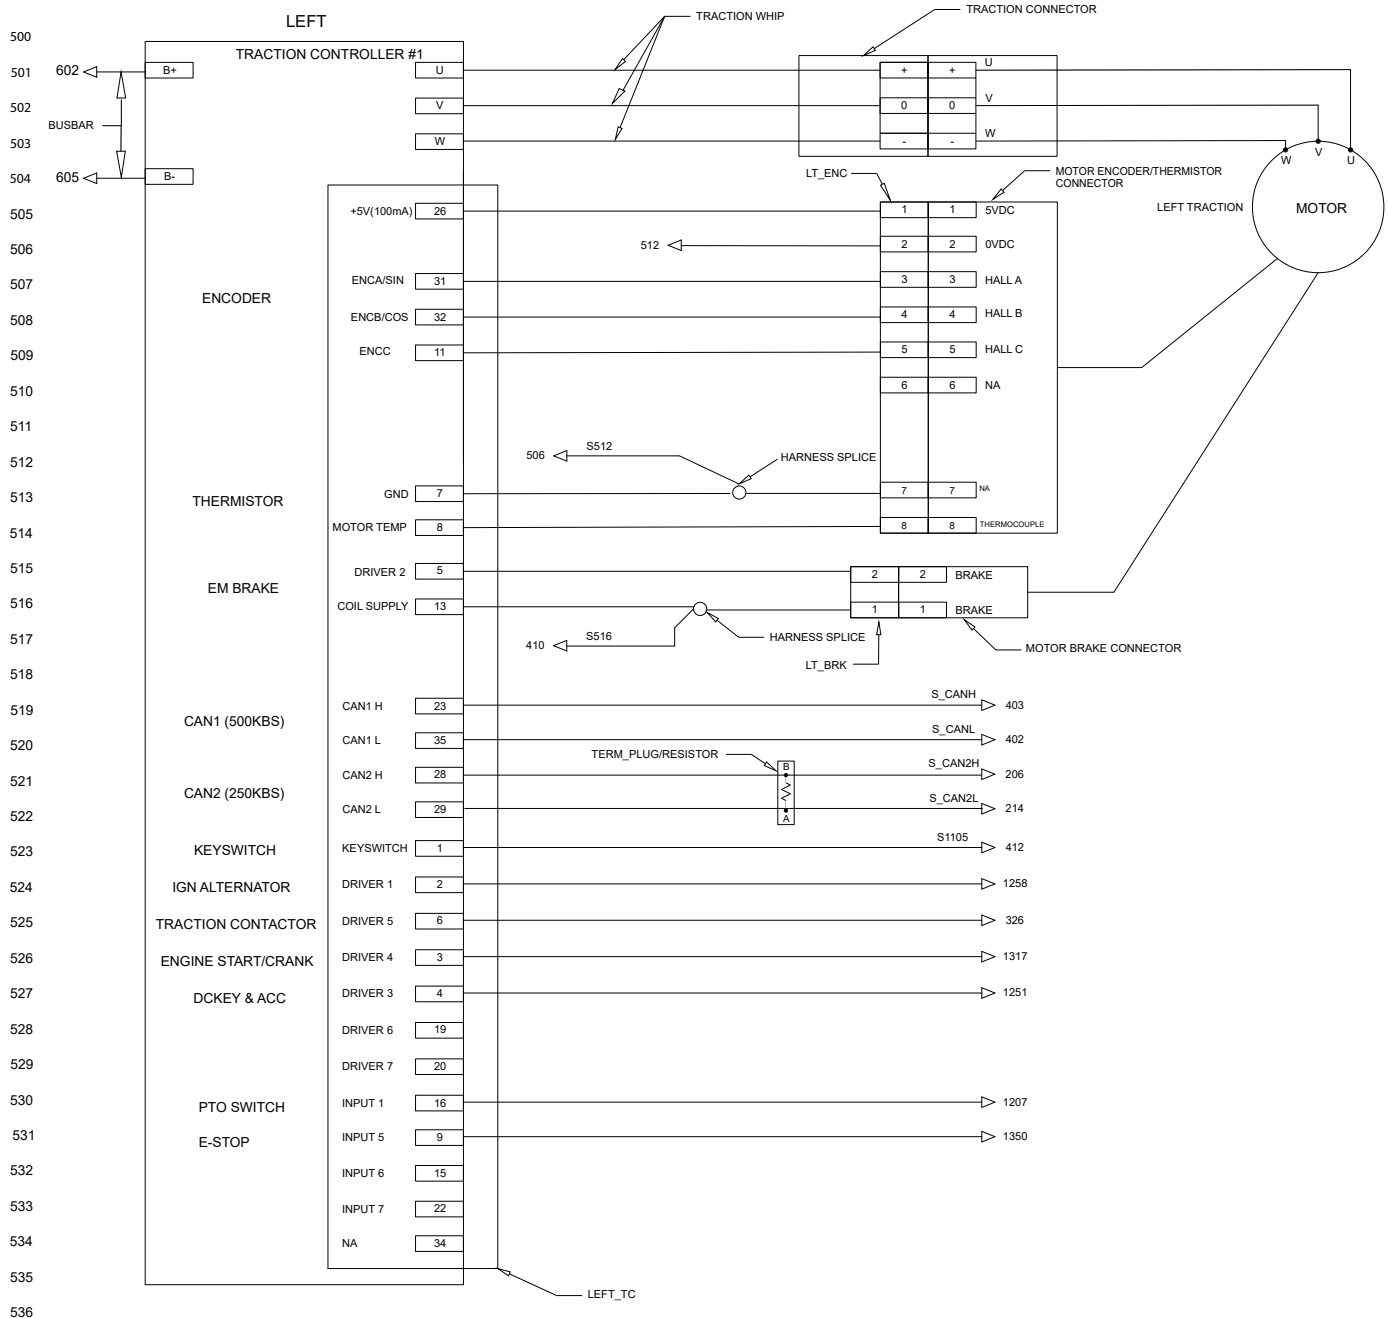 LEFT
TRACTION WHIP
TRACTION CONNECTOR
500
TRACTION CONTROLLER #1
501 602 B+ U + + U
502 V 0 0 V
BUSBAR
503 W - - W
W V U
504 605 B-
LT_ENC
MOTOR ENCODER/THERMISTOR
CONNECTOR
505 +5V(100mA) 26 1 1 5VDC
LEFT TRACTION MOTOR
506 512 2 2 0VDC
507 ENCA/SIN 31 3 3 HALL A
ENCODER
508 ENCB/COS 32 4 4 HALL B
509 ENCC 11 5 5 HALL C
510 6 6 NA
511
S512
512 506 HARNESS SPLICE
513 THERMISTOR GND 7 7 7 NA
514 MOTOR TEMP 8 8 8 THERMOCOUPLE
515 DRIVER 2 5 2 2 BRAKE
EM BRAKE
516 COIL SUPPLY 13 1 1 BRAKE
517 410 S516 HARNESS SPLICE
MOTOR BRAKE CONNECTOR
LT_BRK
518
519 CAN1 H 23 S_CANH 403
CAN1 (500KBS)
520 CAN1 L 35 S_CANL 402
TERM_PLUG/RESISTOR
521 CAN2 H 28 B S_CAN2H 206
CAN2 (250KBS)
522 CAN2 L 29 A S_CAN2L 214
523 KEYSWITCH KEYSWITCH 1 S1105 412
524 IGN ALTERNATOR DRIVER 1 2 1258
525 TRACTION CONTACTOR DRIVER 5 6 326
526 ENGINE START/CRANK DRIVER 4 3 1317
527 DCKEY & ACC DRIVER 3 4 1251
528 DRIVER 6 19
529 DRIVER 7 20
530 PTO SWITCH INPUT 1 16 1207
531 E-STOP INPUT 5 9 1350
532 INPUT 6 15
533 INPUT 7 22
534 NA 34
535
LEFT_TC
536